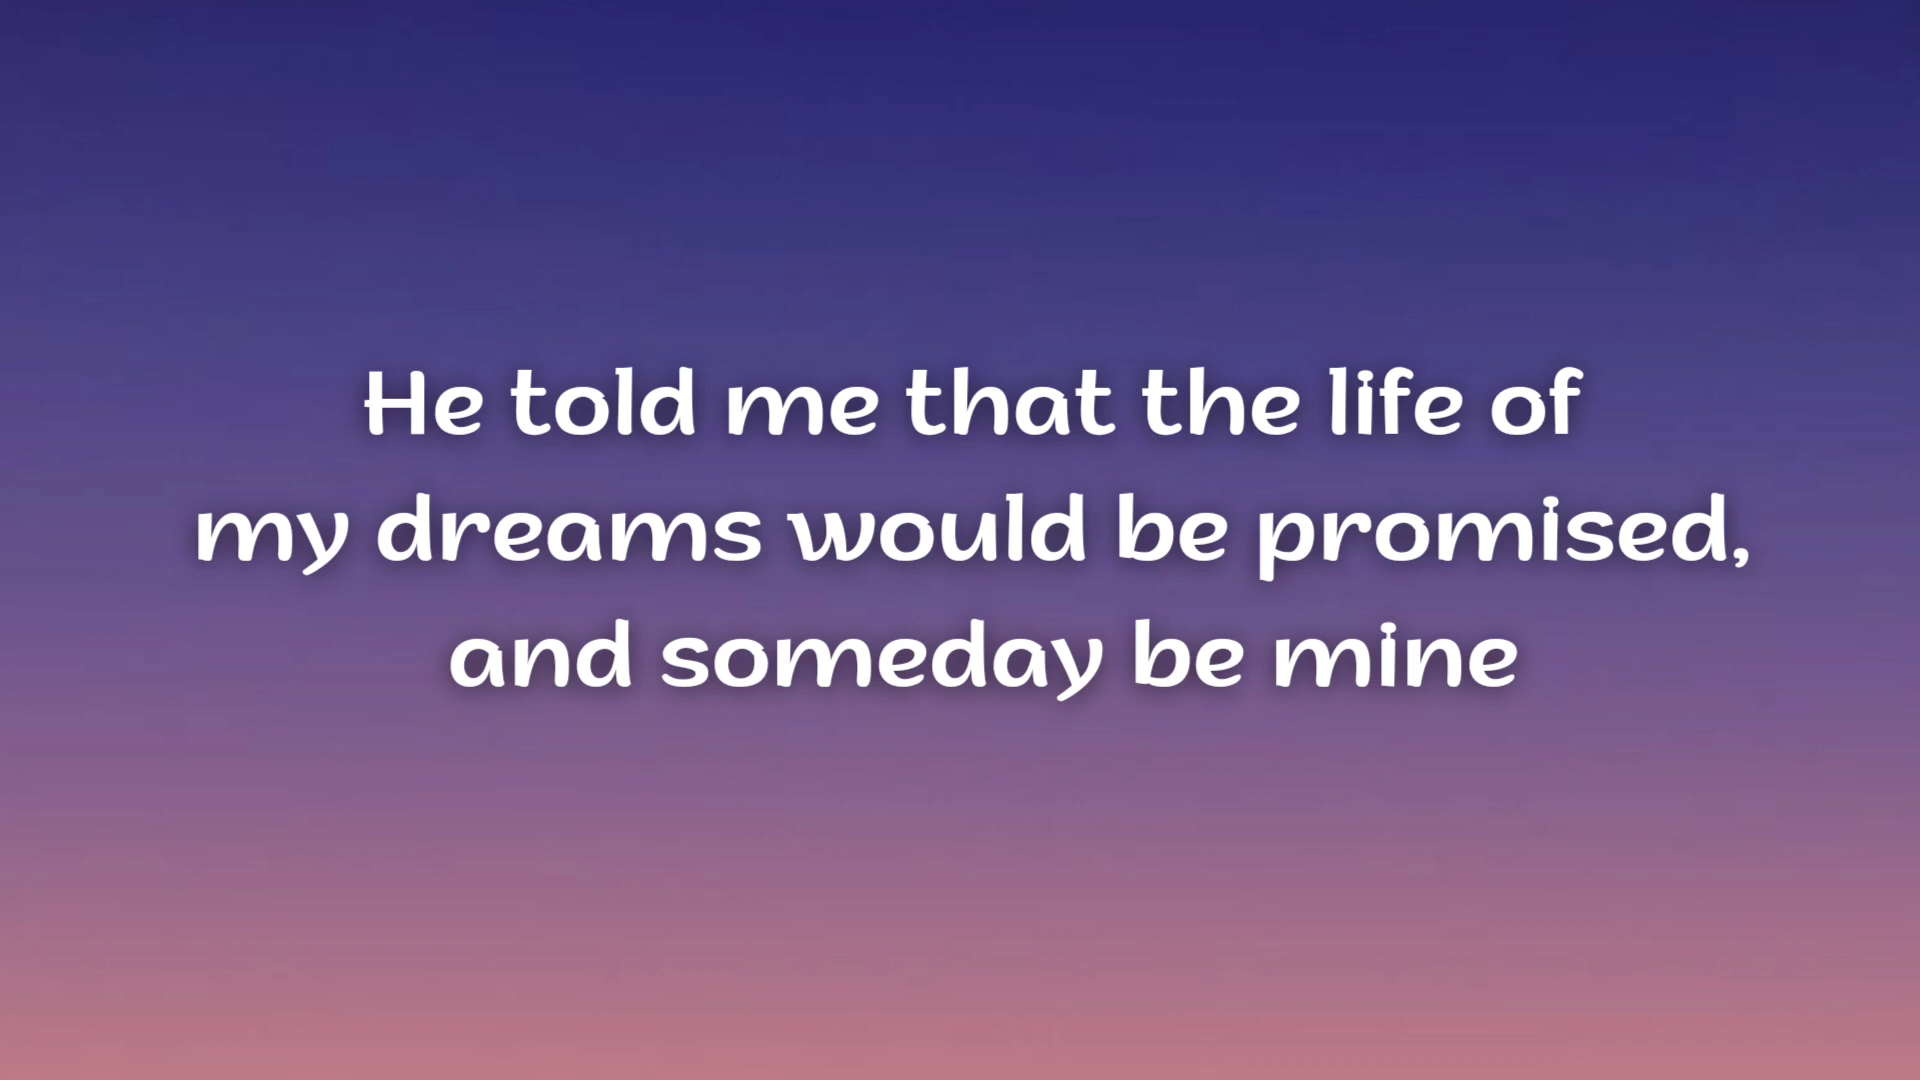 He told me that the life of
my dreams would be promised,
and someday be mine